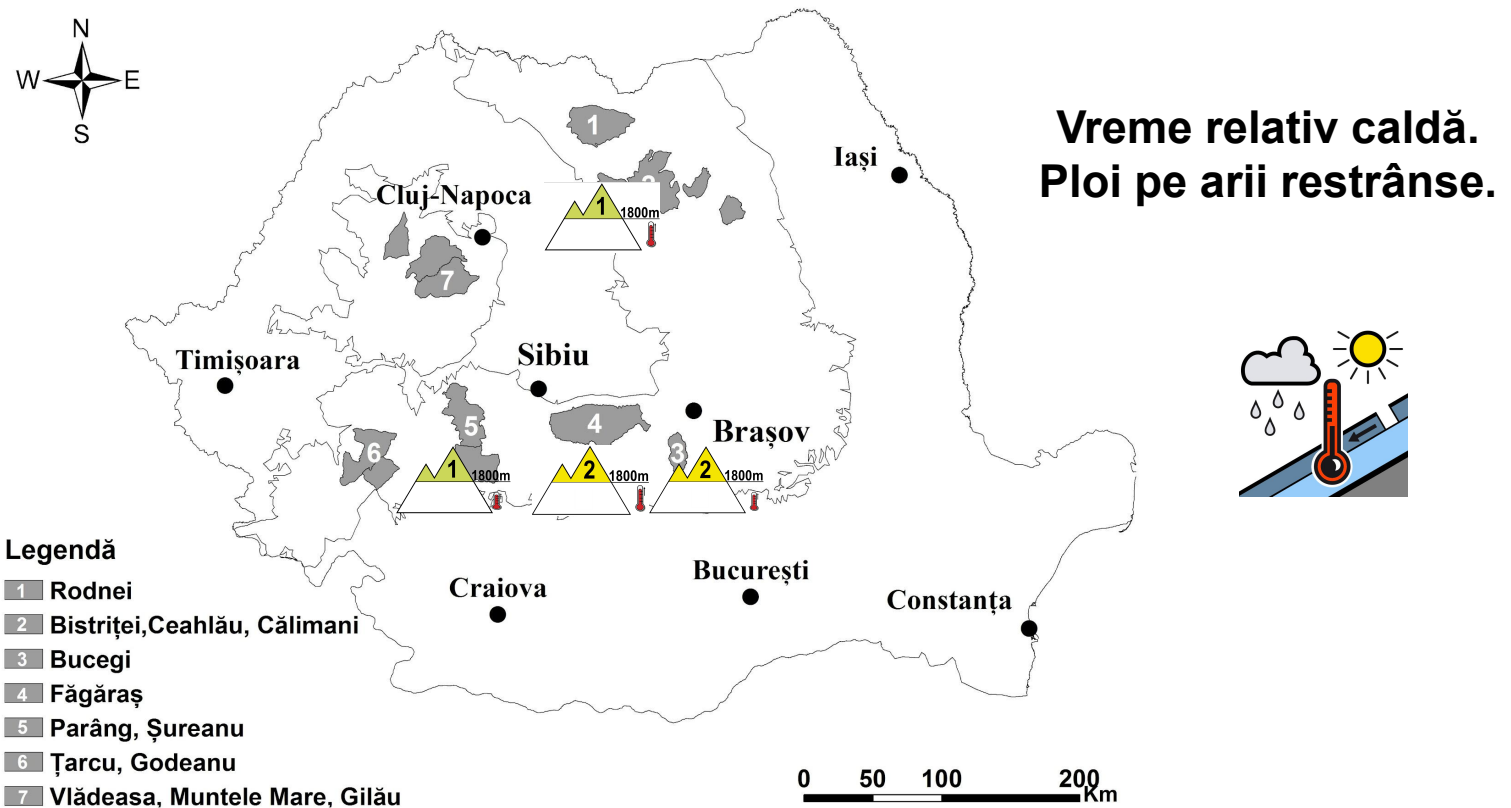 N
W E
S
Vreme relativ caldă.
Ploi pe arii restrânse.
1
Iași
2
Cluj-Napoca
1 1800m
7
Timișoara
Sibiu
4
5
Brașov
6
3
1 1800m
2 1800m
2 1800m
Legendă
1 Rodnei
2 Bistriței,Ceahlău, Călimani
3 Bucegi
4 Făgăraș
5 Parâng, Șureanu
6 Țarcu, Godeanu
7 Vlădeasa, Muntele Mare, Gilău
Craiova
București
Constanța
0 50 100 200
Km